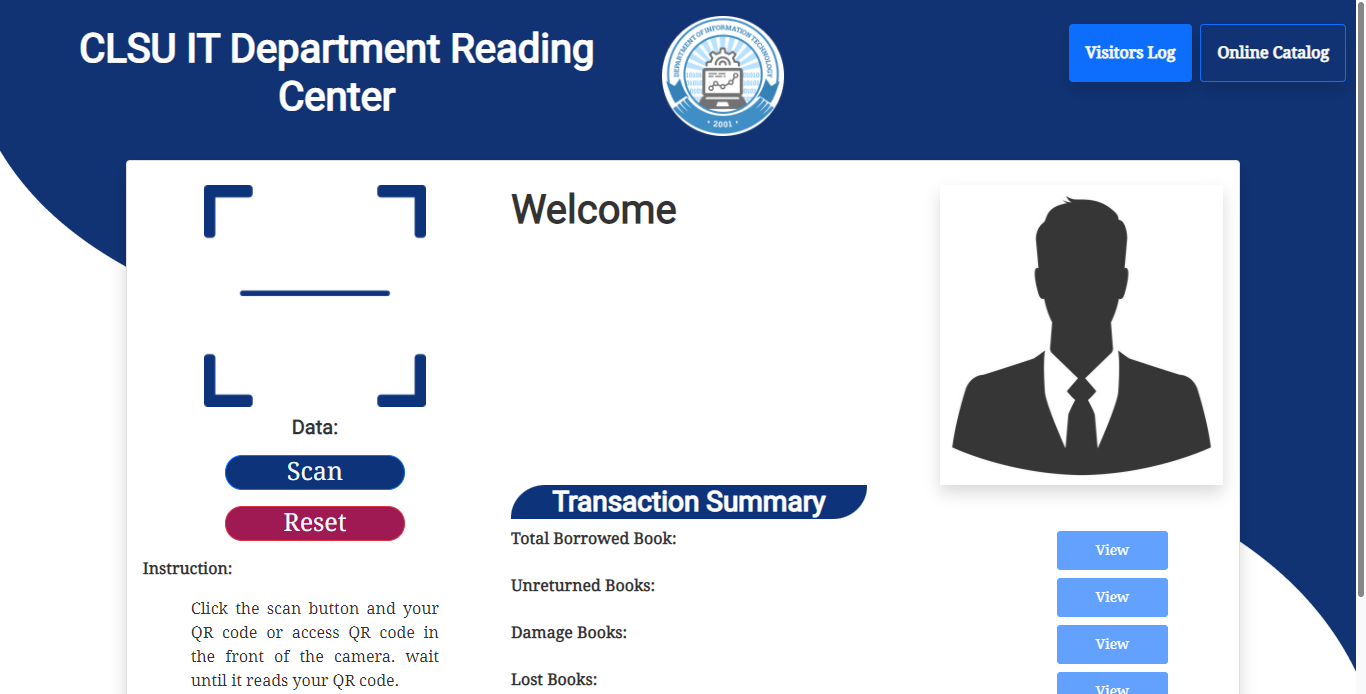 CLSU IT Department Reading
Center
DEPARTMENT OF INFORMATION TECHNOLOGY
2001
Visitors Log
Online Catalog
Welcome
Data:
Scan
Reset
Instruction:
Click the scan button and your
QR code or access QR code in
the front of the camera. wait
until it reads your QR code.
Transaction Summary
Total Borrowed Book:
View
Unreturned Books:
View
Damage Books:
View
Lost Books:
View